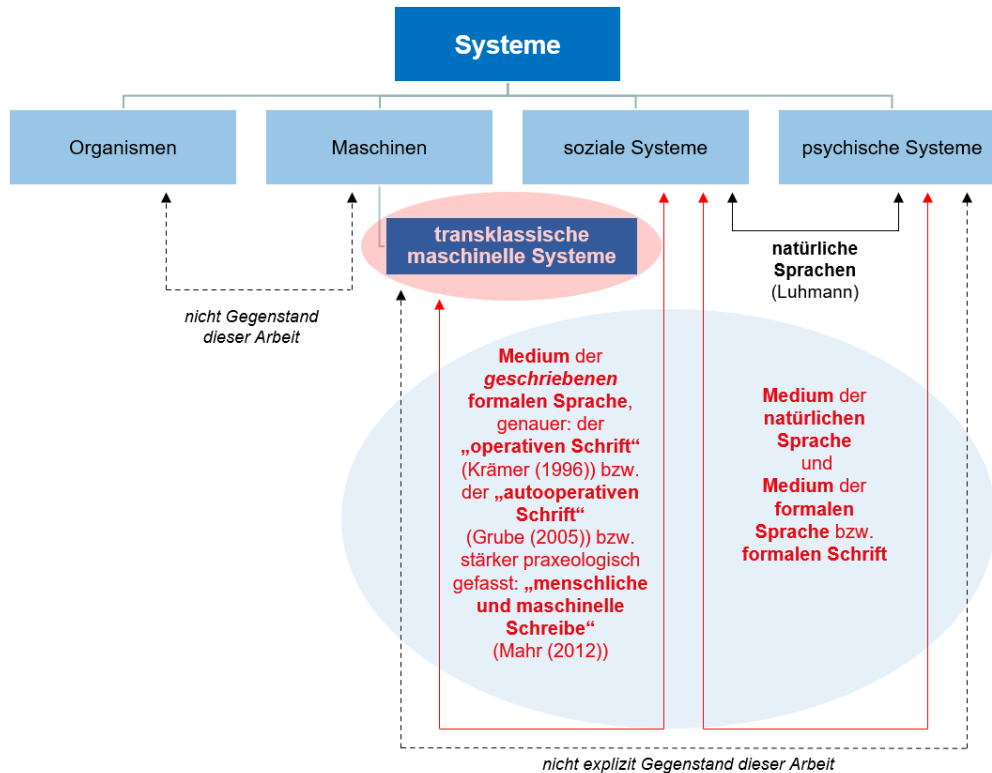 Systeme
Organismen
Maschinen
soziale Systeme
psychische Systeme
transklassische
maschinelle Systeme
natürliche
Sprachen
(Luhmann)
nicht Gegenstand
dieser Arbeit
Medium der
geschriebenen
formalen Sprache,
genauer: der
„operativen Schrift“
(Krämer (1996)) bzw.
der „autooperativen
Schrift“
(Grube (2005)) bzw.
stärker praxeologisch
gefasst: „menschliche
und maschinelle
Schreibe“
(Mahr (2012))
Medium der
natürlichen
Sprache
und
Medium der
formalen
Sprache bzw.
formalen Schrift
nicht explizit Gegenstand dieser Arbeit